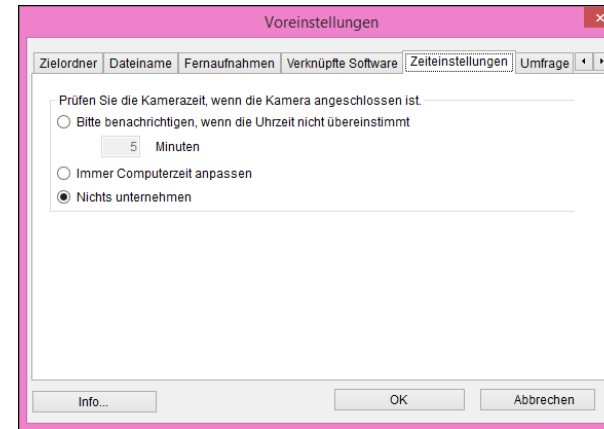 Voreinstellungen
Zielordner Dateiname Fernaufnahmen Verknüpfte Software Zeiteinstellungen Umfrage
Prüfen Sie die Kamerazeit, wenn die Kamera angeschlossen ist.
Bitte benachrichtigen, wenn die Uhrzeit nicht übereinstimmt
5 Minuten
Immer Computerzeit anpassen
Nichts unternehmen
Info... OK Abbrechen